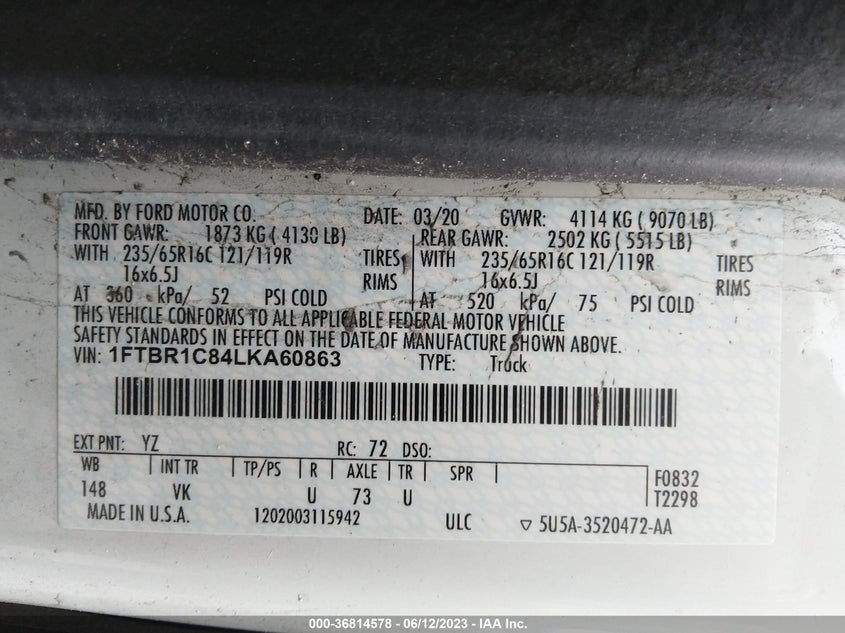 MFD. BY FORD MOTOR CO. DATE: 03/20 GVWR: 4114 KG ( 9070 LB)
FRONT GAWR: 1873 KG ( 4130 LB) REAR GAWR: 2502 KG ( 5515 LB)
WITH 235/65R16C 121/119R TIRES WITH 235/65R16C 121/119R TIRES
16x6.5J RIMS 16x6.5J RIMS
AT 360 kPa/ 52 PSI COLD AT 520 kPa/ 75 PSI COLD
THIS VEHICLE CONFORMS TO ALL APPLICABLE FEDERAL MOTOR VEHICLE
SAFETY STANDARDS IN EFFECT ON THE DATE OF MANUFACTURE SHOWN ABOVE.
VIN: 1FTBR1C84LKA60863 TYPE: Truck
EXT PNT: YZ RC: 72 DSO:
WB INT TR TP/PS R AXLE TR SPR F0832
148 VK U 73 U T2298
MADE IN U.S.A. 1202003115942 ULC ▽ 5U5A-3520472-AA
000-36814578 - 06/12/2023 - IAA Inc.